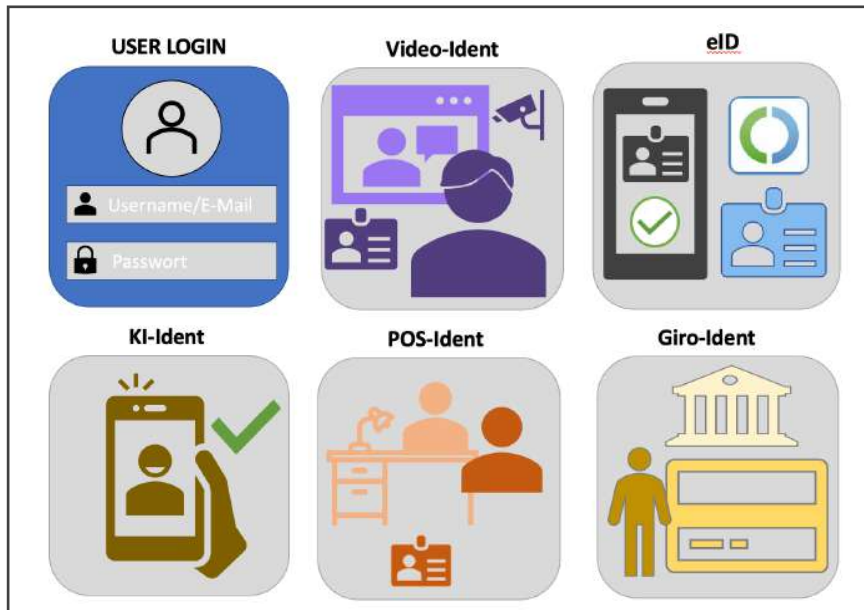 USER LOGIN
Video-Ident
eID
Username/E-Mail
Passwort
KI-Ident
POS-Ident
Giro-Ident